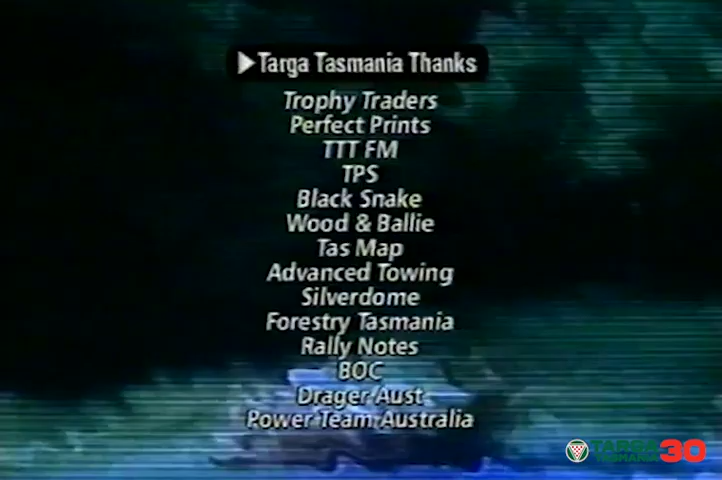 Targa Tasmania Thanks
Trophy Traders
Perfect Prints
TTT FM
TPS
Black Snake
Wood & Ballie
Tas Map
Advanced Towing
Silverdome
Forestry Tasmania
Rally Notes
BOC
Drager Aust
Power Team Australia
TARGA 30
TASMANIA